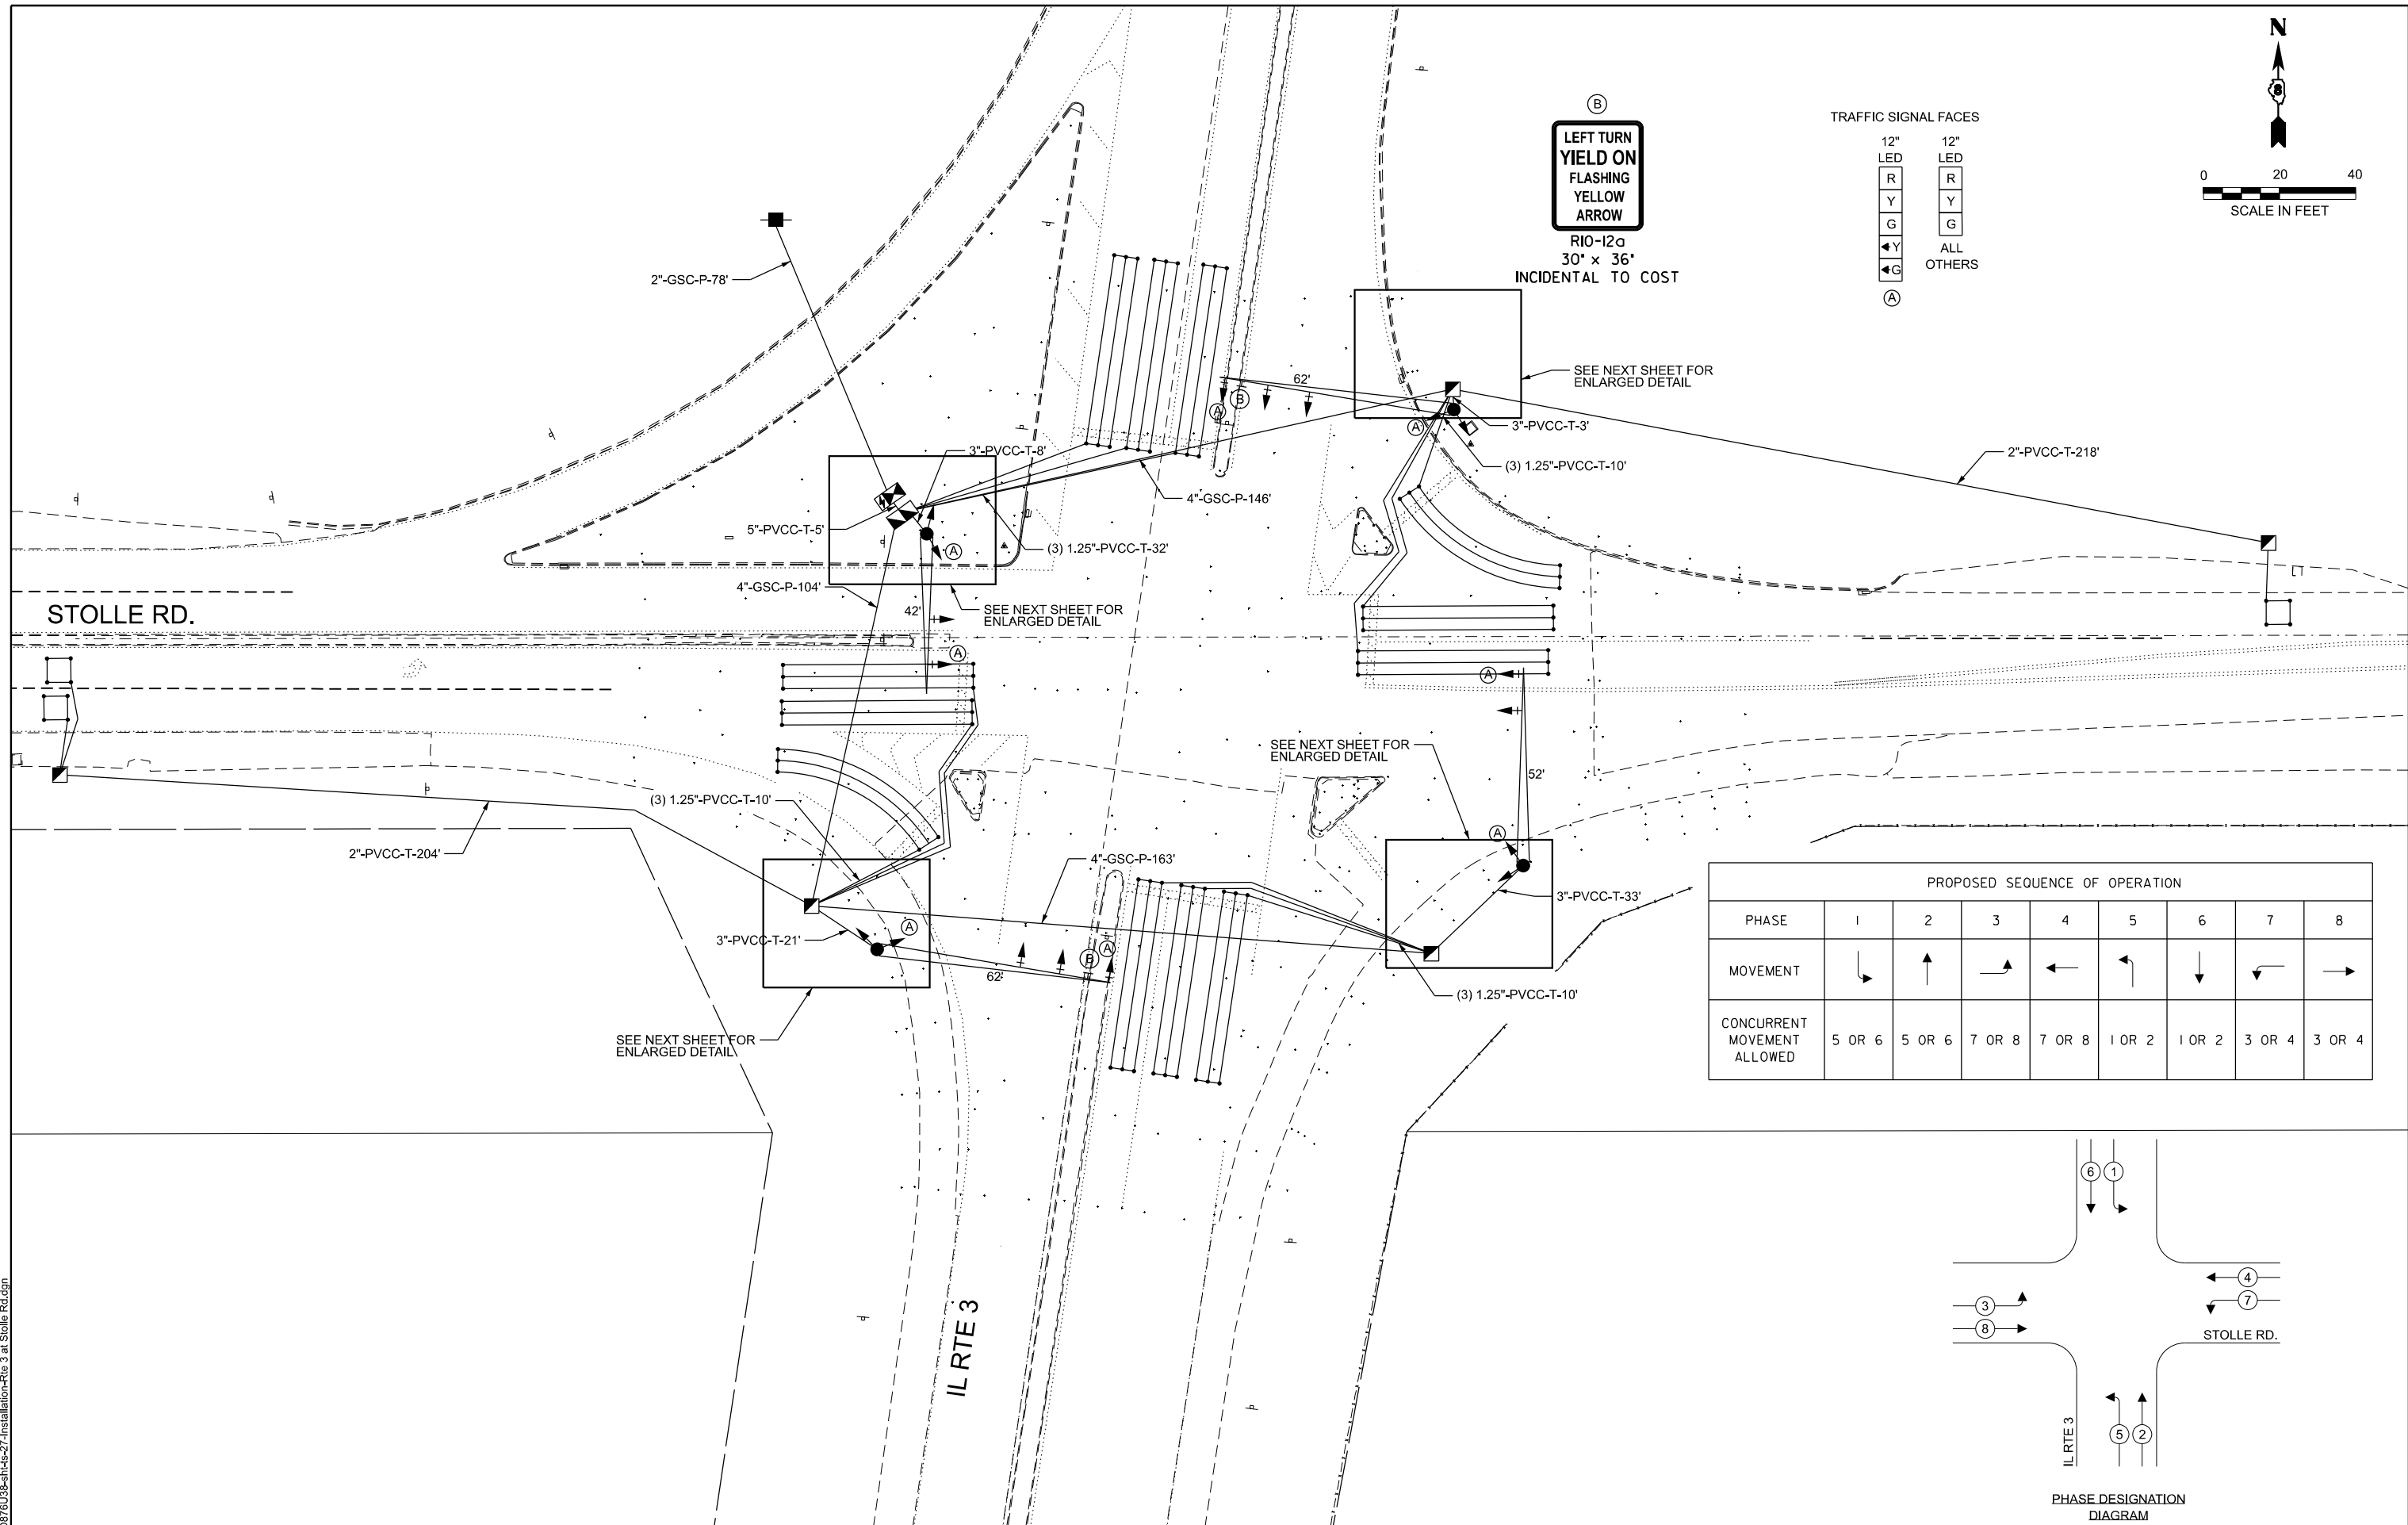 N
0 20 40
SCALE IN FEET
TRAFFIC SIGNAL FACES
12" 12"
LED LED
R R
Y Y
G G
Y
G
ALL
OTHERS
A
B
LEFT TURN
YIELD ON
FLASHING
YELLOW
ARROW
R10-12a
30" x 36"
INCIDENTAL TO COST
2"-GSC-P-78'
SEE NEXT SHEET FOR
ENLARGED DETAIL
62'
A
B
A
3"-PVCC-T-3'
(3) 1.25"-PVCC-T-10'
2"-PVCC-T-218'
3"-PVCC-T-8'
4"-GSC-P-146'
5"-PVCC-T-5'
(3) 1.25"-PVCC-T-32'
A
4"-GSC-P-104'
42'
SEE NEXT SHEET FOR
ENLARGED DETAIL
STOLLE RD.
A
A
SEE NEXT SHEET FOR
ENLARGED DETAIL
52'
(3) 1.25"-PVCC-T-10'
2"-PVCC-T-204'
4"-GSC-P-163'
A
3"-PVCC-T-33'
3"-PVCC-T-21'
A
B
A
62'
(3) 1.25"-PVCC-T-10'
SEE NEXT SHEET FOR
ENLARGED DETAIL
IL RTE 3
PROPOSED SEQUENCE OF OPERATION
PHASE 1 2 3 4 5 6 7 8
MOVEMENT
CONCURRENT
MOVEMENT
ALLOWED
5 OR 6 5 OR 6 7 OR 8 7 OR 8 1 OR 2 1 OR 2 3 OR 4 3 OR 4
6 1
4
3
7
8
STOLLE RD.
5 2
IL RTE 3
PHASE DESIGNATION
DIAGRAM